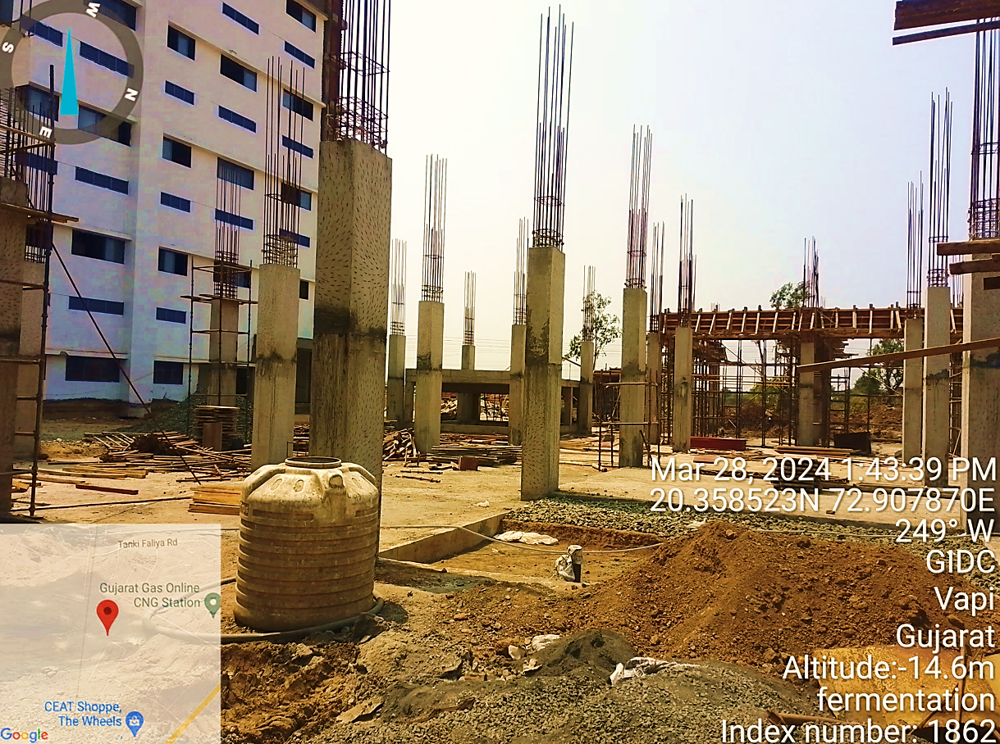 W
S
N
E
Mar 28, 2024 1:43:39 PM
20.358523N 72.907870E
249° W
GIDC
Vapi
Gujarat
Altitude:-14.6m
fermentation
Index number: 1862
Tanki Faliya Rd
Gujarat Gas Online
CNG Station
CEAT Shoppe,
The Wheels
Google